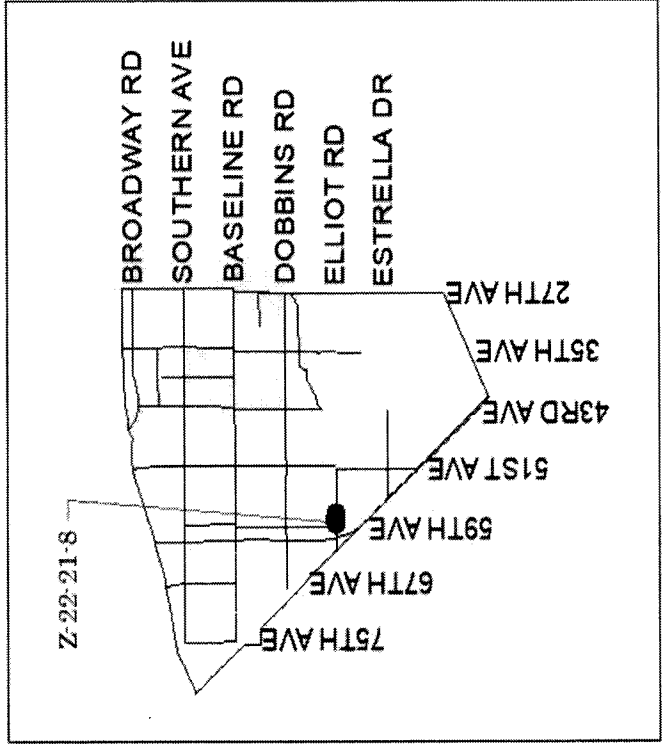 Z-22-21-8
BROADWAY RD
SOUTHERN AVE
BASELINE RD
DOBBINS RD
ELLIOT RD
ESTRELLA DR
75TH AVE
67TH AVE
59TH AVE
51ST AVE
43RD AVE
35TH AVE
27TH AVE